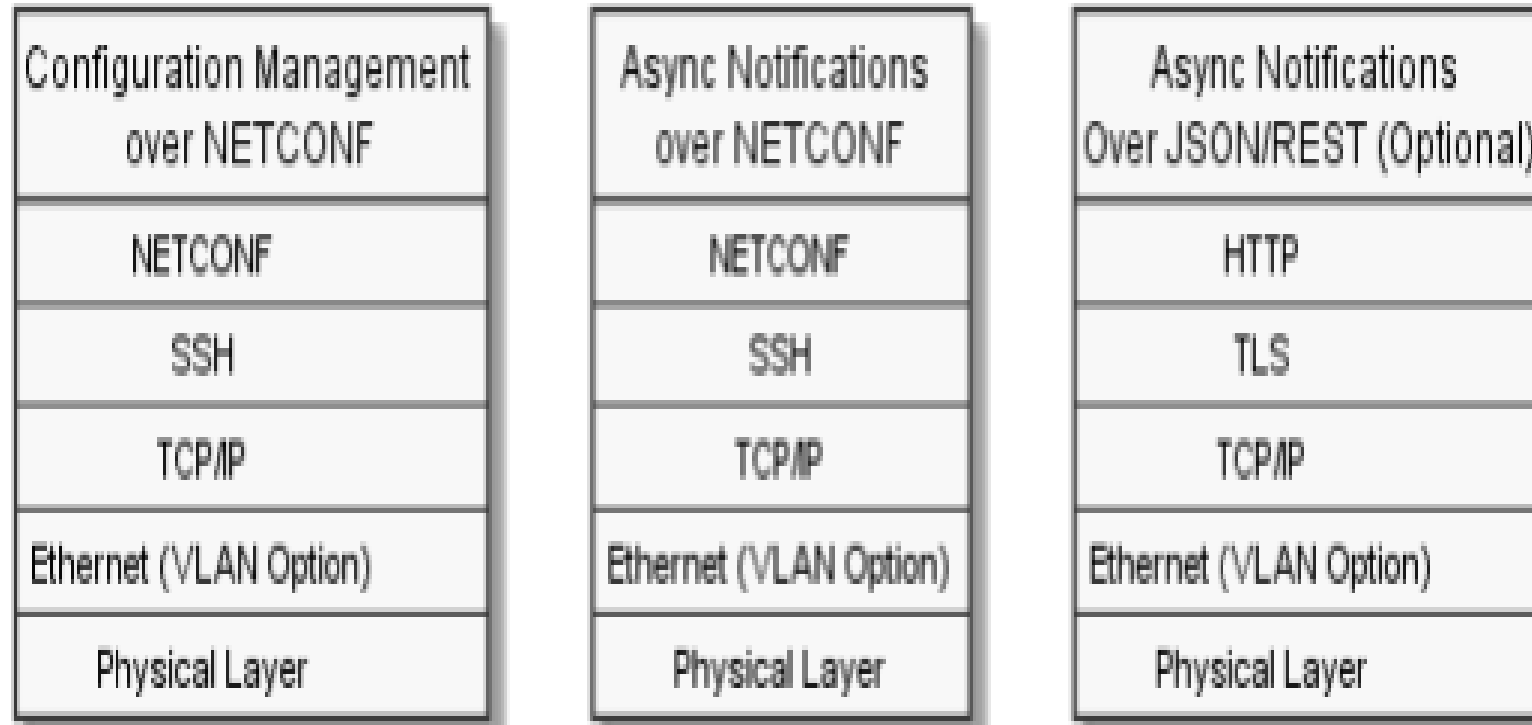 Configuration Management
over NETCONF
NETCONF
SSH
TCP/IP
Ethernet (VLAN Option)
Physical Layer
Async Notifications
over NETCONF
NETCONF
SSH
TCP/IP
Ethernet (VLAN Option)
Physical Layer
Async Notifications
Over JSON/REST (Optional)
HTTP
TLS
TCP/IP
Ethernet (VLAN Option)
Physical Layer